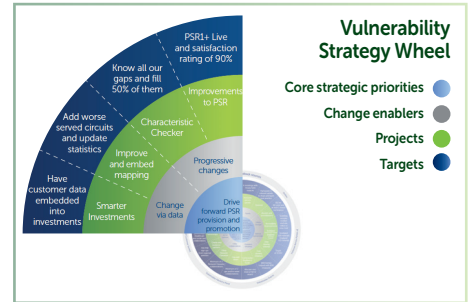 Vulnerability
Strategy Wheel
Core strategic priorities
Change enablers
Projects
Targets
PSR1+ Live
and satisfaction
rating of 90%
Know all our
gaps and fill
50% of them
Add worse
served circuits
and update
statistics
Have
customer data
embedded
into
investments
Improvements
to PSR
Characteristic
Checker
Improve
and embed
mapping
Smarter
Investments
Progressive
changes
Change
via data
Drive
forward PSR
provision and
promotion